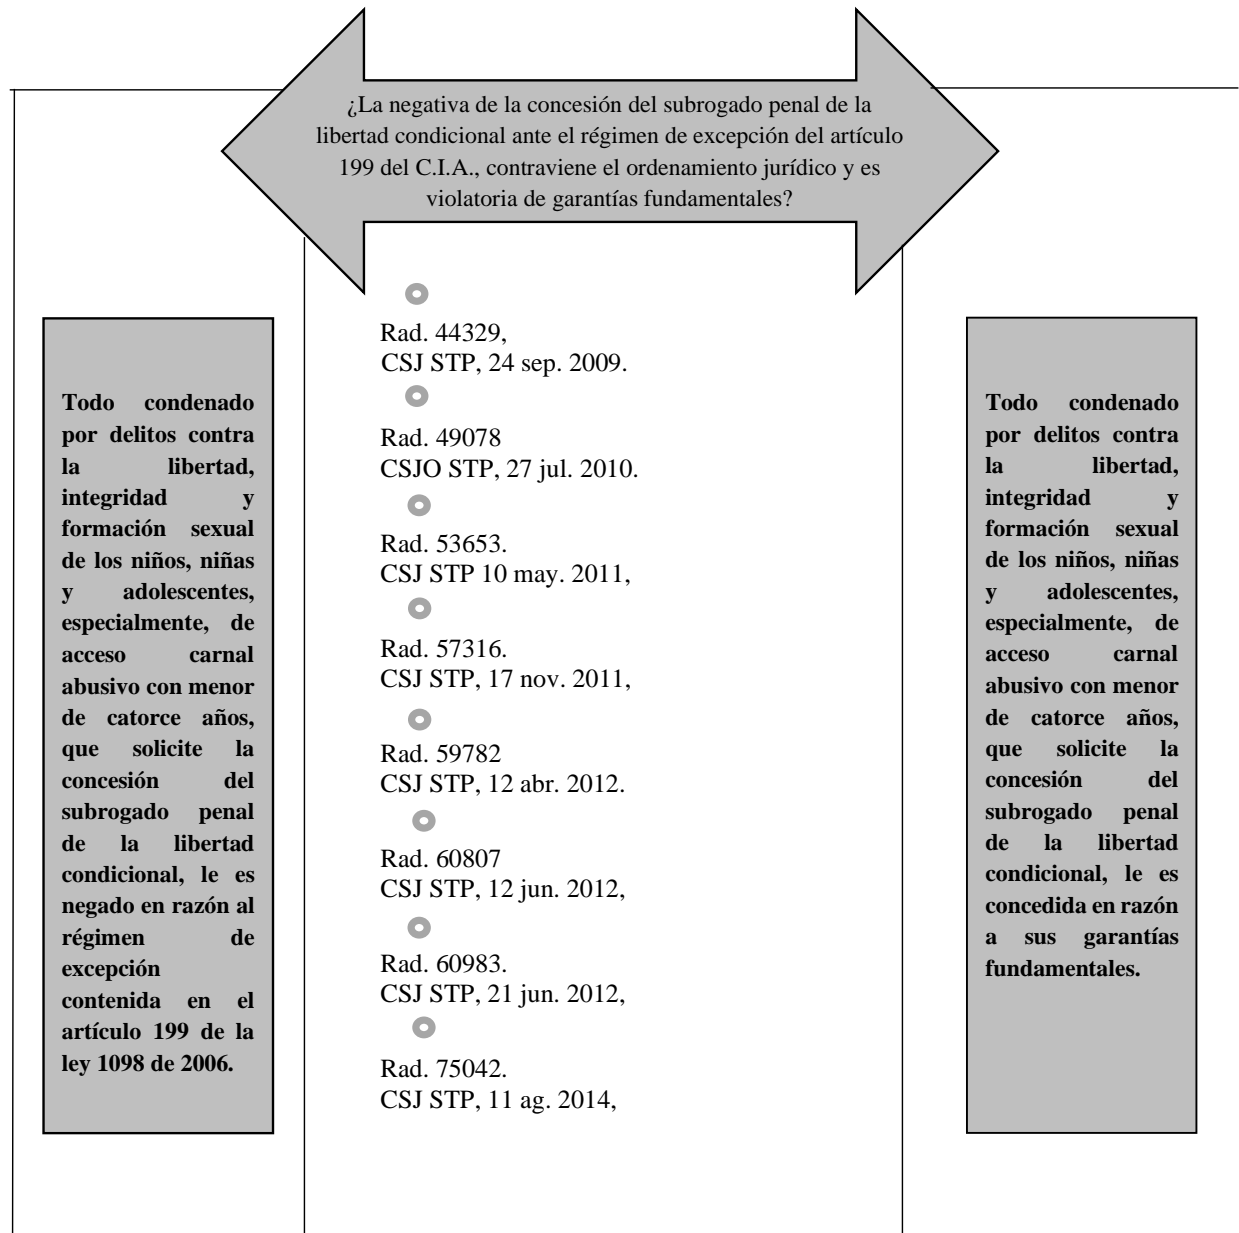 ¿La negativa de la concesión del subrogado penal de la
libertad condicional ante el régimen de excepción del artículo
199 del C.I.A., contraviene el ordenamiento jurídico y es
violatoria de garantías fundamentales?
Todo condenado
por delitos contra
la libertad,
integridad y
formación sexual
de los niños, niñas
y adolescentes,
especialmente, de
acceso carnal
abusivo con menor
de catorce años,
que solicite la
concesión del
subrogado penal
de la libertad
condicional, le es
negado en razón al
régimen de
excepción
contenida en el
artículo 199 de la
ley 1098 de 2006.
Rad. 44329,
CSJ STP, 24 sep. 2009.
Rad. 49078
CSJO STP, 27 jul. 2010.
Rad. 53653.
CSJ STP 10 may. 2011,
Rad. 57316.
CSJ STP, 17 nov. 2011,
Rad. 59782
CSJ STP, 12 abr. 2012.
Rad. 60807
CSJ STP, 12 jun. 2012,
Rad. 60983.
CSJ STP, 21 jun. 2012,
Rad. 75042.
CSJ STP, 11 ag. 2014,
Todo condenado
por delitos contra
la libertad,
integridad y
formación sexual
de los niños, niñas
y adolescentes,
especialmente, de
acceso carnal
abusivo con menor
de catorce años,
que solicite la
concesión del
subrogado penal
de la libertad
condicional, le es
concedida en razón
a sus garantías
fundamentales.